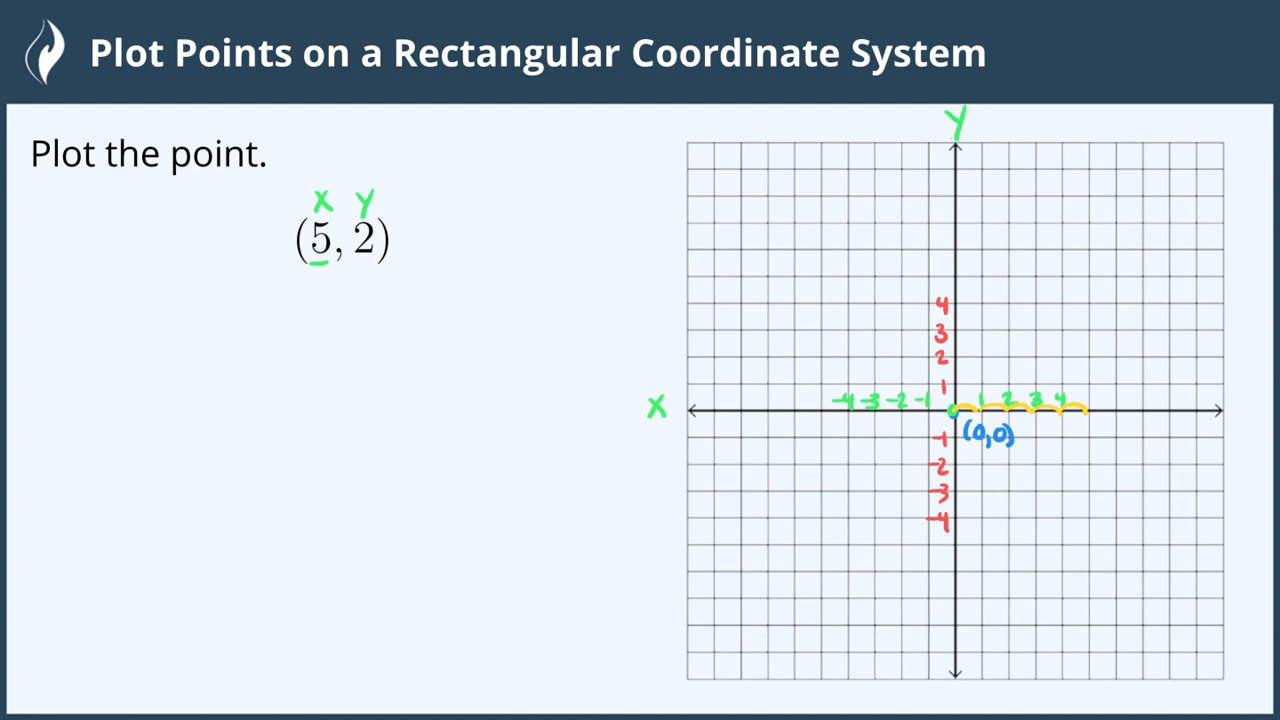 Plot Points on a Rectangular Coordinate System
Y
Plot the point.
X Y
(5, 2)
4
3
2
1
X -4 -3 -2 -1 1 2 3 4
(0,0)
-1
-2
-3
-4